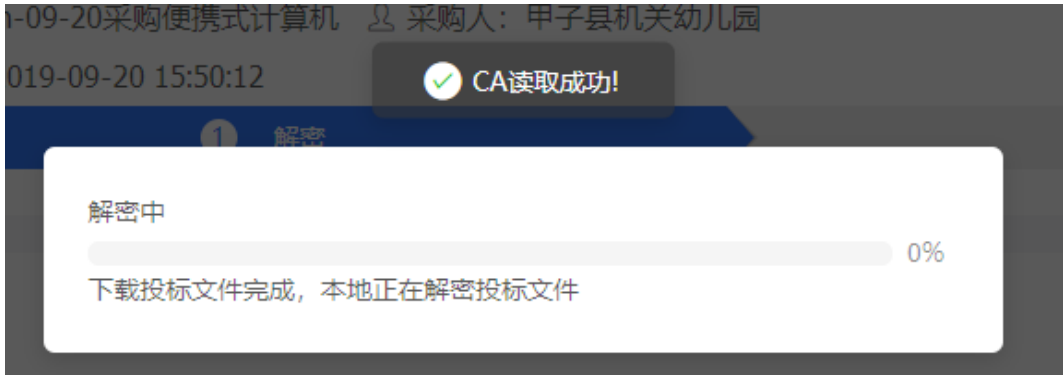 -09-20采购便携式计算机 采购人：甲子县机关幼儿园
019-09-20 15:50:12
CA读取成功!
1 解密
解密中
0%
下载投标文件完成，本地正在解密投标文件